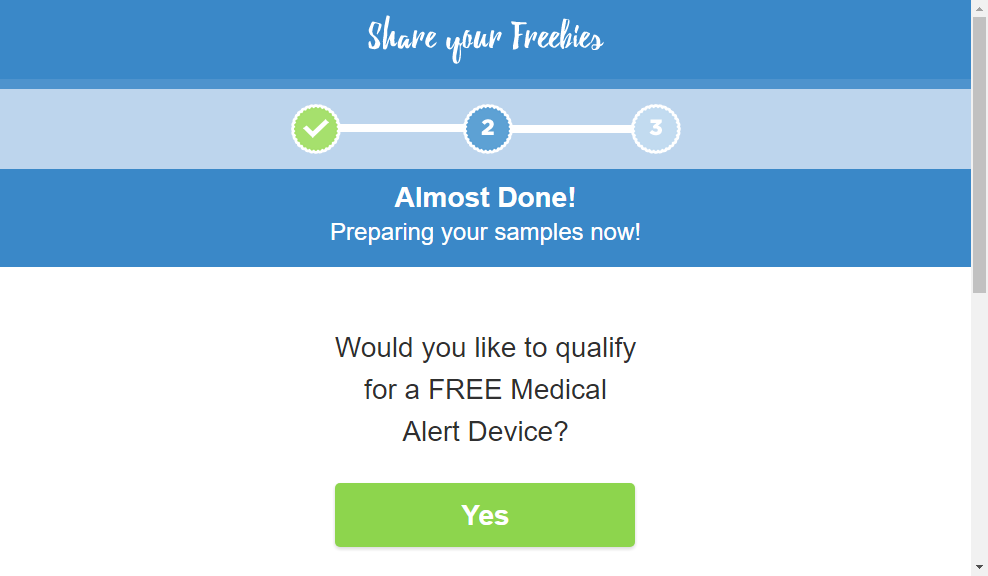 Share your Freebies
2
3
Almost Done!
Preparing your samples now!
Would you like to qualify
for a FREE Medical
Alert Device?
Yes